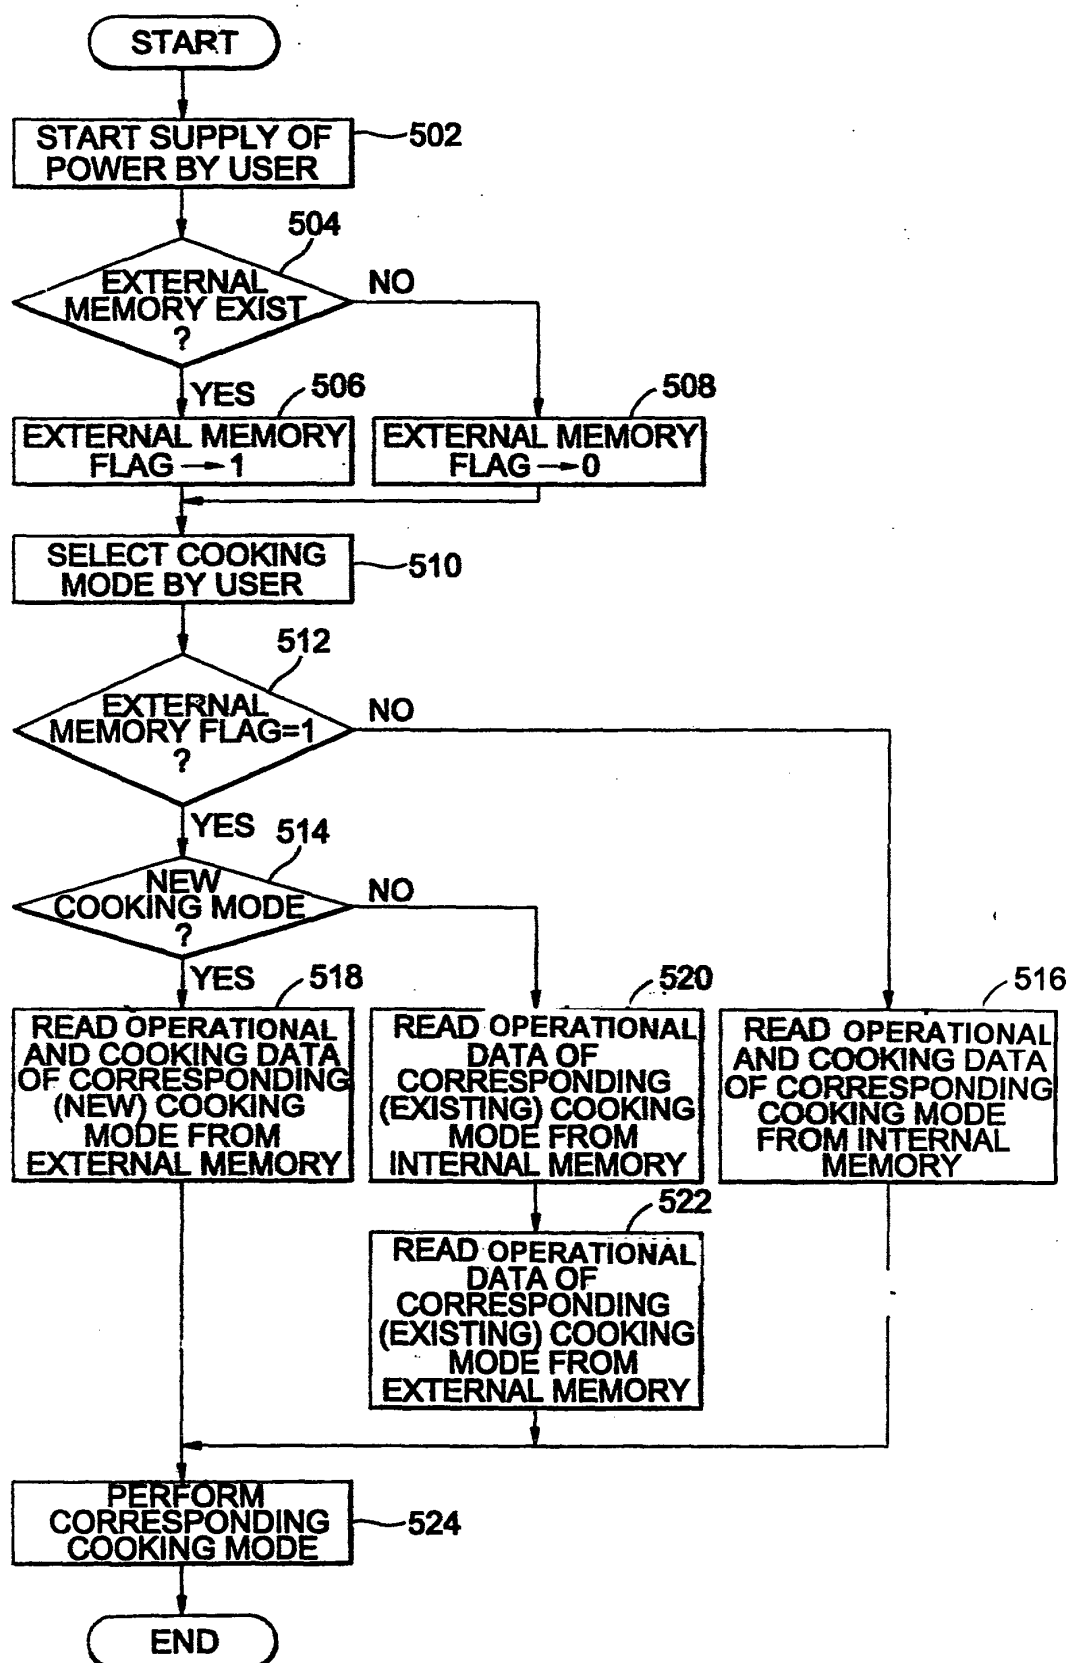 START
START SUPPLY OF
POWER BY USER
502
504
EXTERNAL
MEMORY EXIST
?
NO
YES
506
508
EXTERNAL MEMORY
FLAG → 1
EXTERNAL MEMORY
FLAG → 0
SELECT COOKING
MODE BY USER
510
512
EXTERNAL
MEMORY FLAG=1
?
NO
YES
514
NEW
COOKING MODE
?
NO
YES
518
520
516
READ OPERATIONAL
AND COOKING DATA
OF CORRESPONDING
(NEW) COOKING
MODE FROM
EXTERNAL MEMORY
READ OPERATIONAL
DATA OF
CORRESPONDING
(EXISTING) COOKING
MODE FROM
INTERNAL MEMORY
READ OPERATIONAL
AND COOKING DATA
OF CORRESPONDING
COOKING MODE
FROM INTERNAL
MEMORY
522
READ OPERATIONAL
DATA OF
CORRESPONDING
(EXISTING) COOKING
MODE FROM
EXTERNAL MEMORY
PERFORM
CORRESPONDING
COOKING MODE
524
END